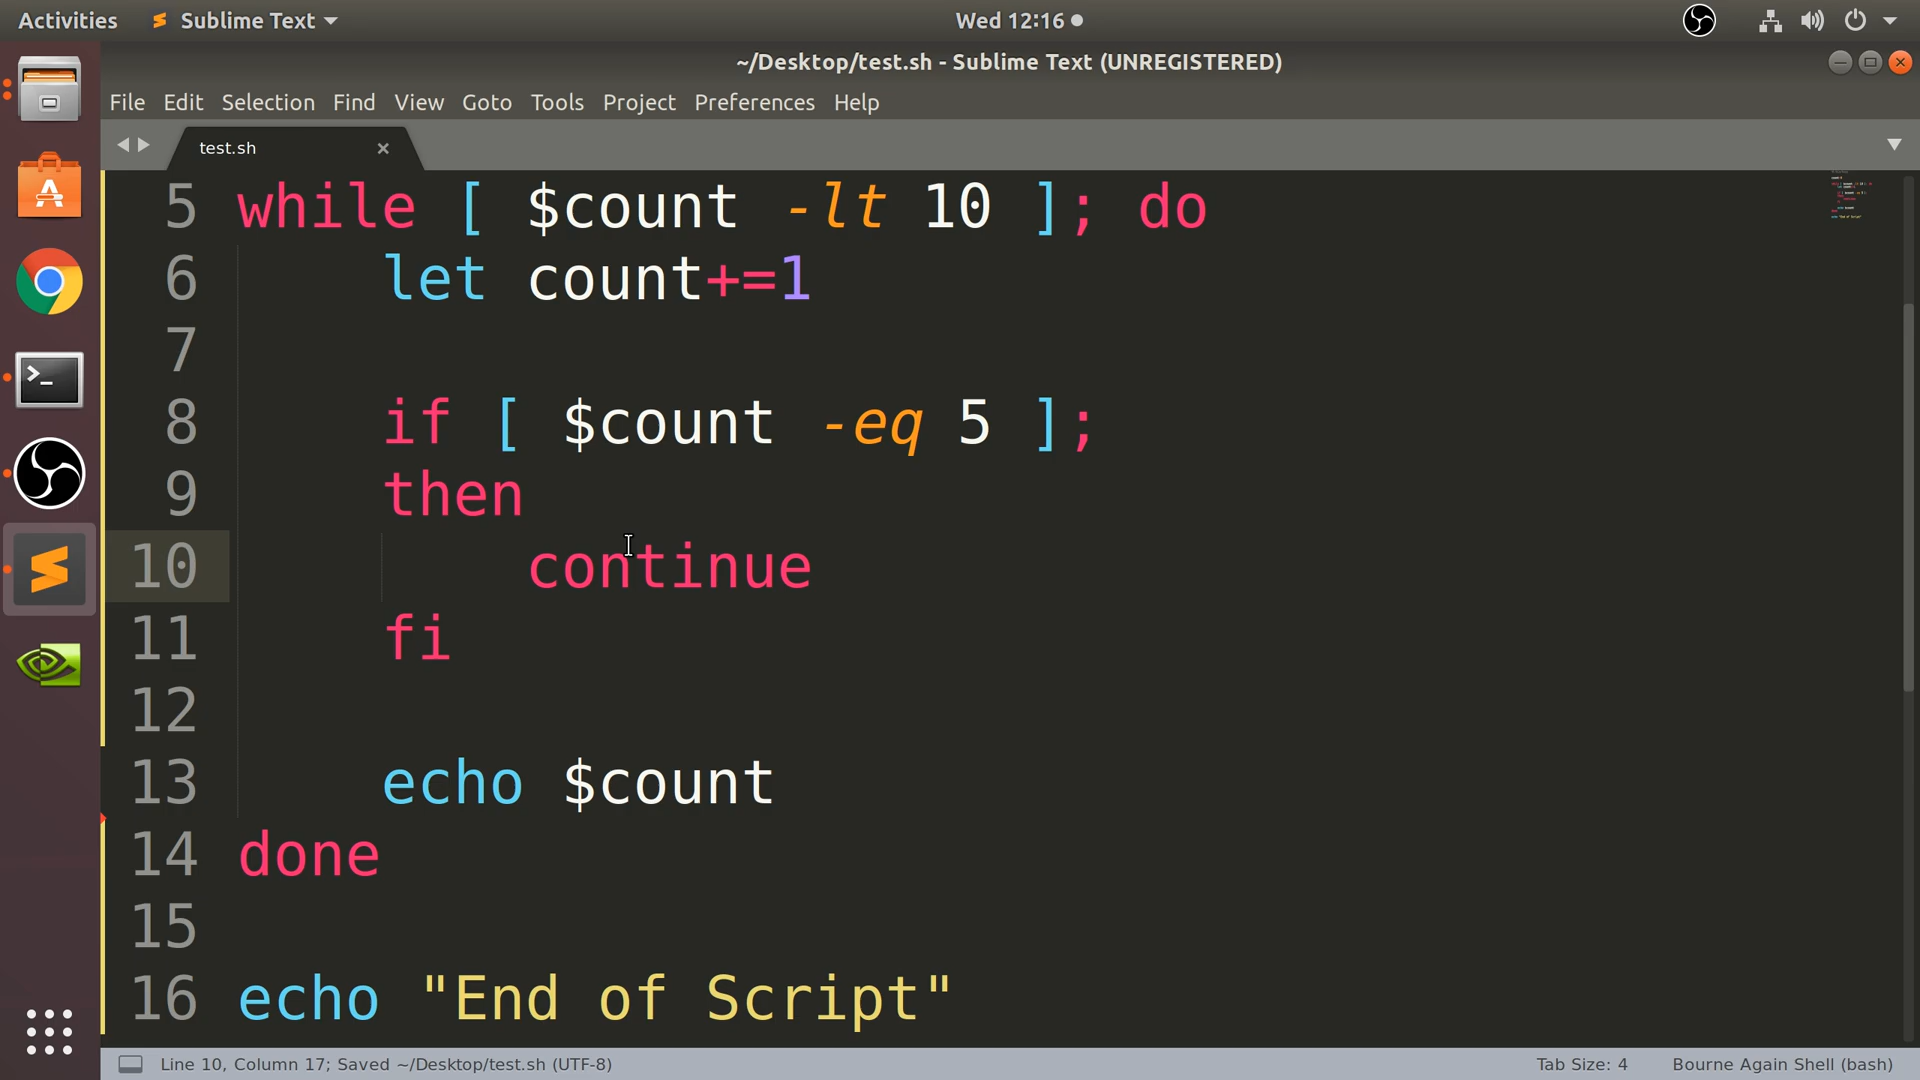 Activities Sublime Text Wed 12:16
~/Desktop/test.sh - Sublime Text (UNREGISTERED)
File Edit Selection Find View Goto Tools Project Preferences Help
test.sh
5 while [ $count -lt 10 ]; do
6 let count+=1
7
8 if [ $count -eq 5 ];
9 then
10 continue
11 fi
12
13 echo $count
14 done
15
16 echo "End of Script"
Line 10, Column 17; Saved ~/Desktop/test.sh (UTF-8) Tab Size: 4 Bourne Again Shell (bash)